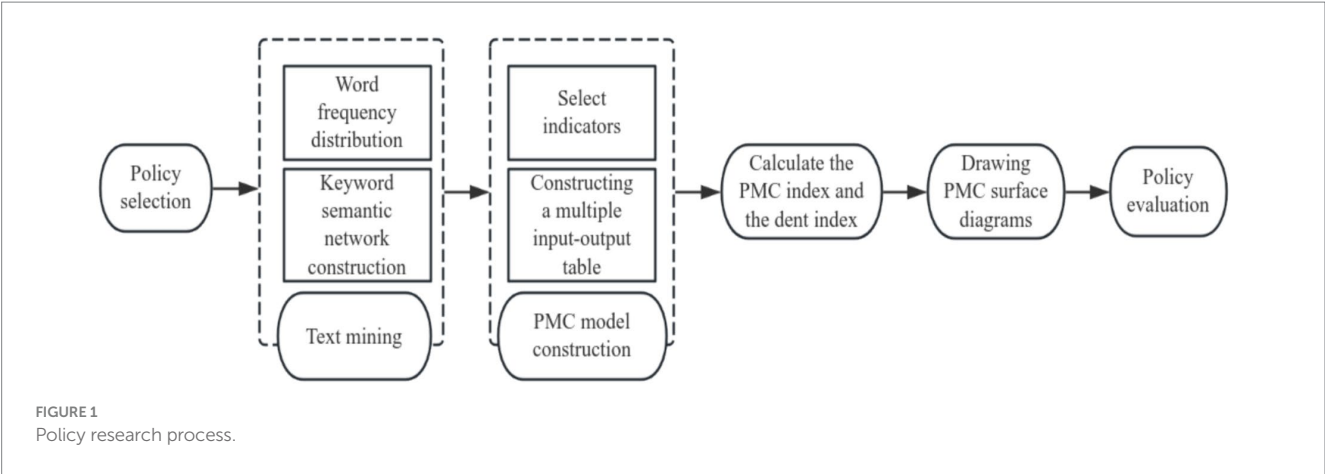 Policy
selection
Word
frequency
distribution
Keyword
semantic
network
construction
Text mining
Select
indicators
Constructing
a multiple
input-output
table
PMC model
construction
Calculate the
PMC index and
the dent index
Drawing
PMC surface
diagrams
Policy
evaluation
FIGURE 1
Policy research process.